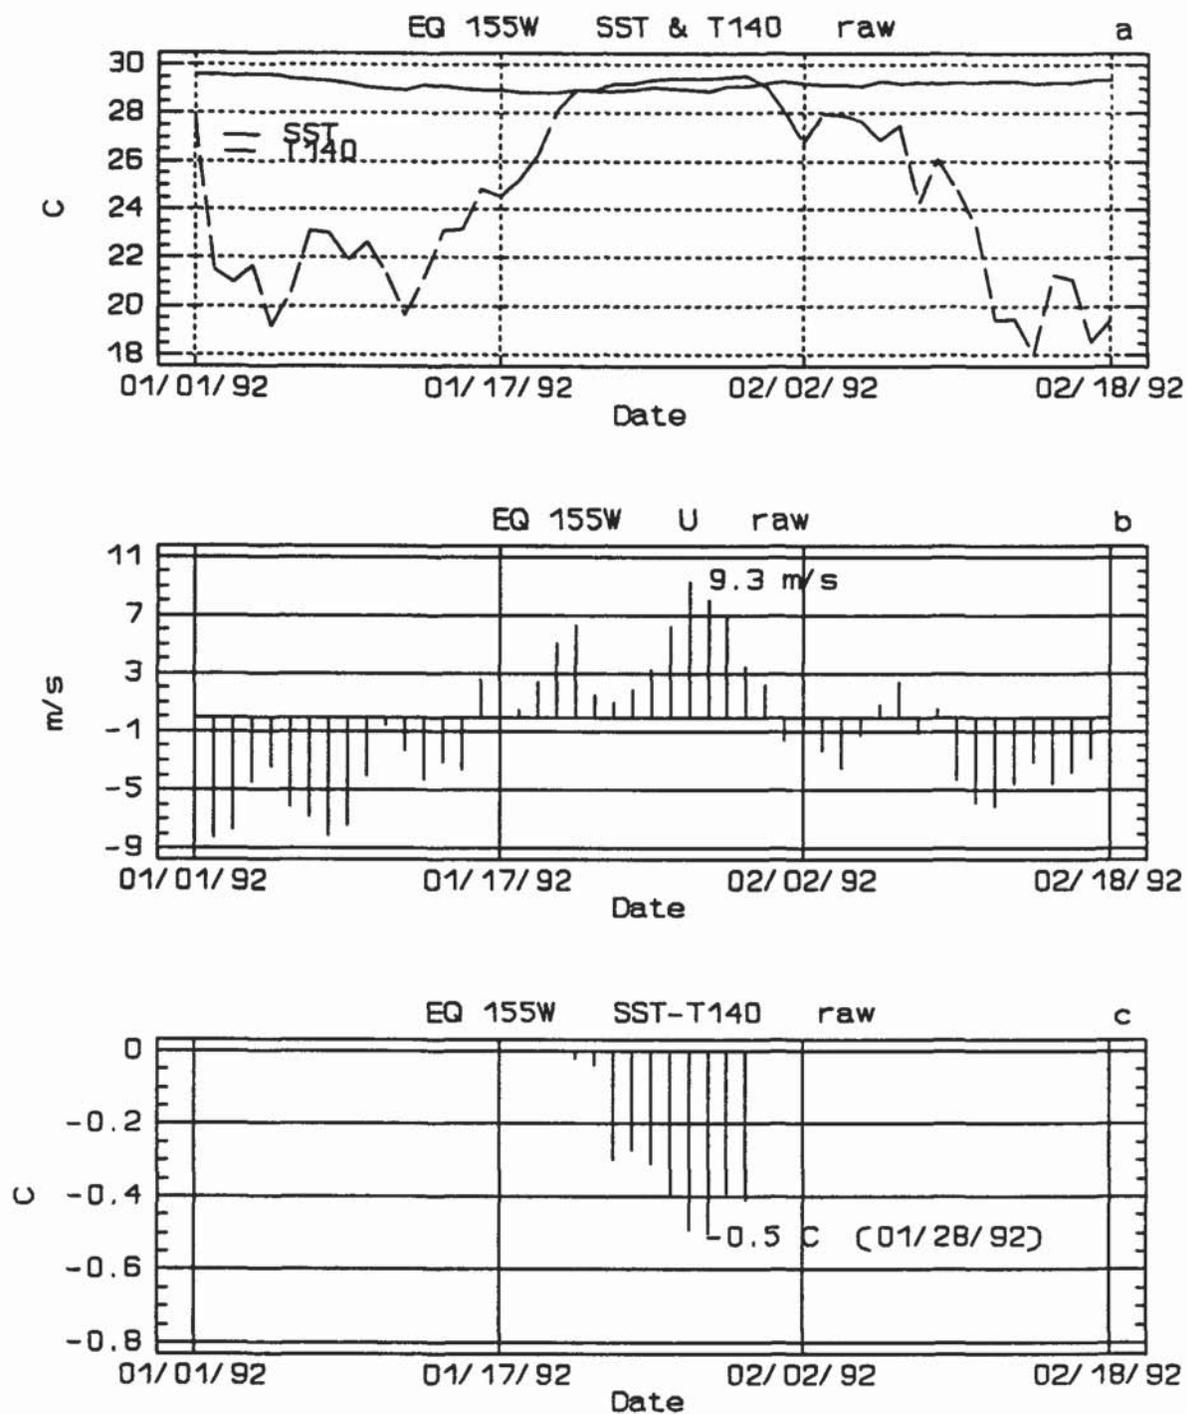 EQ 155W SST & T140 raw a
30
28
26
24
22
20
18
C
SST
T140
01/01/92 01/17/92 02/02/92 02/18/92
Date
EQ 155W U raw b
11
7
3
-1
-5
-9
m/s
9.3 m/s
01/01/92 01/17/92 02/02/92 02/18/92
Date
EQ 155W SST-T140 raw c
0
-0.2
-0.4
-0.6
-0.8
C
-0.5 C (01/28/92)
01/01/92 01/17/92 02/02/92 02/18/92
Date